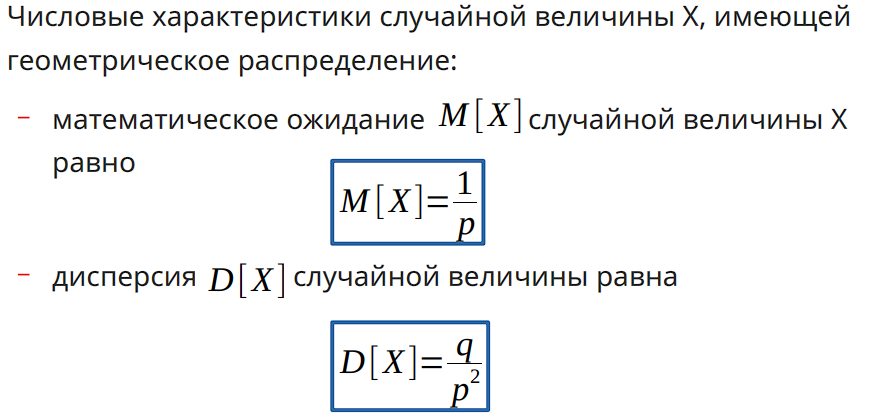 Числовые характеристики случайной величины X, имеющей
геометрическое распределение:
– математическое ожидание M[X] случайной величины X
равно
M[X]=1/p
– дисперсия D[X] случайной величины равна
D[X]=q/p²